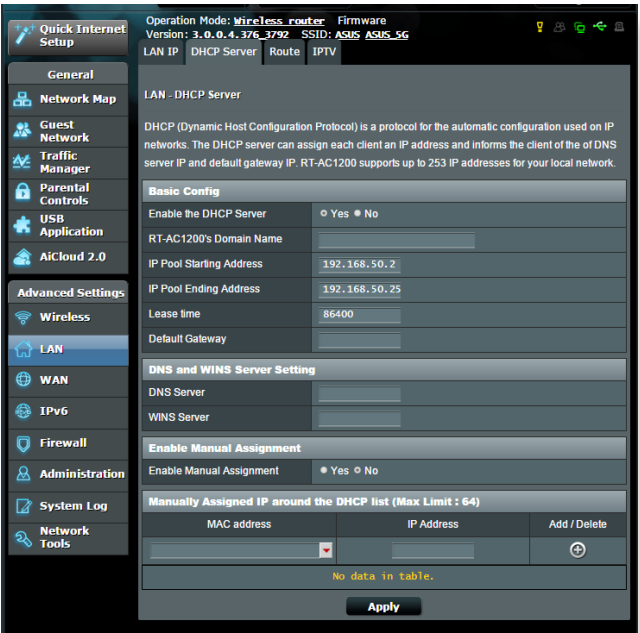 Quick Internet
Setup
General
Network Map
Guest
Network
Traffic
Manager
Parental
Controls
USB
Application
AiCloud 2.0
Advanced Settings
Wireless
LAN
WAN
IPv6
Firewall
Administration
System Log
Network
Tools
Operation Mode: Wireless router Firmware
Version: 3.0.0.4.376_3792 SSID: ASUS ASUS_5G
LAN IP DHCP Server Route IPTV
LAN - DHCP Server
DHCP (Dynamic Host Configuration Protocol) is a protocol for the automatic configuration used on IP
networks. The DHCP server can assign each client an IP address and informs the client of the of DNS
server IP and default gateway IP. RT-AC1200 supports up to 253 IP addresses for your local network.
Basic Config
Enable the DHCP Server Yes No
RT-AC1200's Domain Name
IP Pool Starting Address 192.168.50.2
IP Pool Ending Address 192.168.50.25
Lease time 86400
Default Gateway
DNS and WINS Server Setting
DNS Server
WINS Server
Enable Manual Assignment
Enable Manual Assignment Yes No
Manually Assigned IP around the DHCP list (Max Limit : 64)
MAC address IP Address Add / Delete
No data in table.
Apply